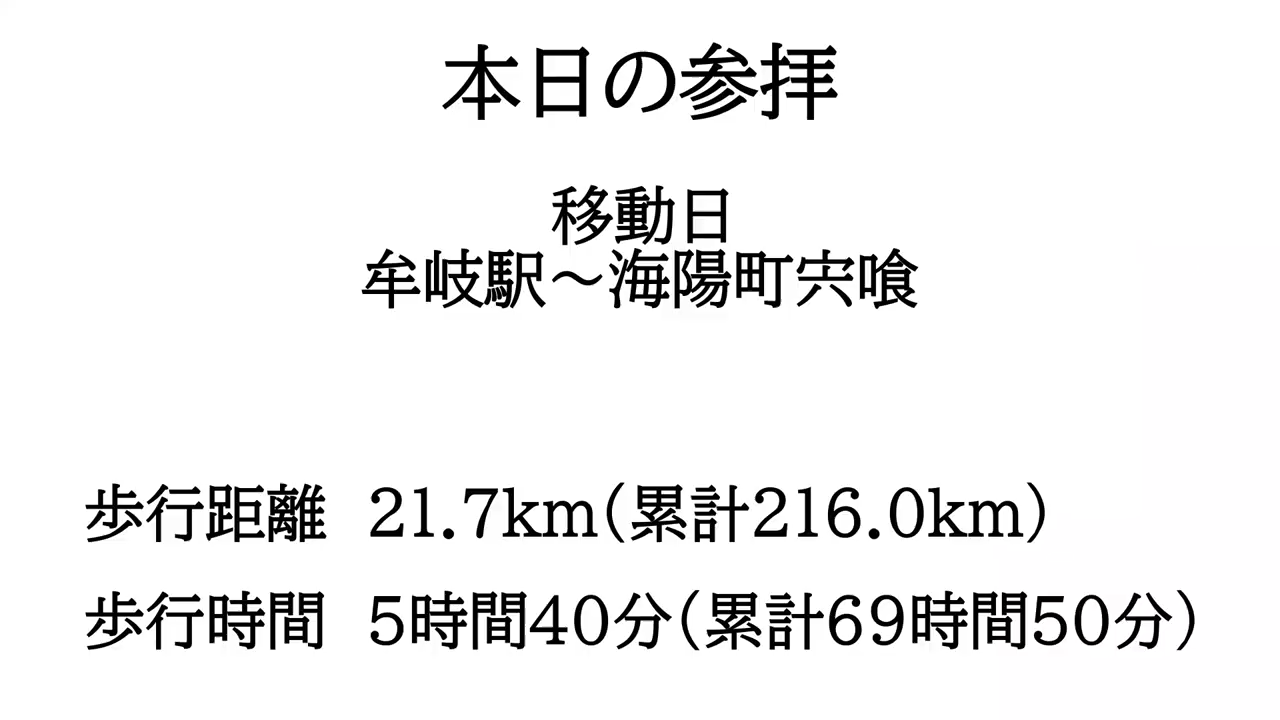 本日の参拝
移動日
牟岐駅～海陽町宍喰
歩行距離　21.7km(累計216.0km)
歩行時間　5時間40分(累計69時間50分)